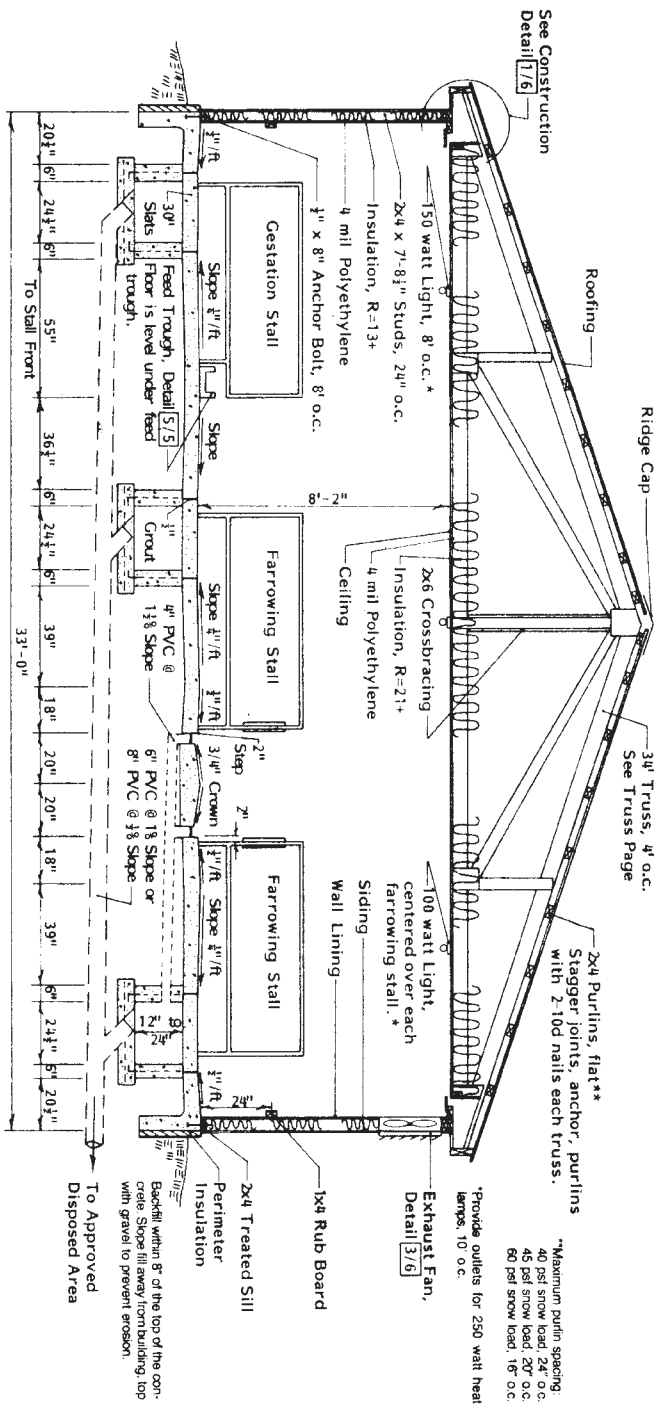 See Construction
Detail 1/6
Roofing
Ridge Cap
34' Truss, 4' o.c.
See Truss Page
2x4 Purlins, flat**
Stagger joints, anchor, purlins
with 2-10d nails each truss.
**Maximum purlin spacing:
40 psf snow load, 24" o.c.
45 psf snow load, 20" o.c.
60 psf snow load, 16" o.c.
*Provide outlets for 250 watt heat
lamps, 10' o.c.
150 watt Light, 8' o.c.*
2x4 x 7'-8½" Studs, 24" o.c.
Insulation, R=13+
4 mil Polyethylene
½" x 8" Anchor Bolt, 8' o.c.
8'-2"
2x6 Crossbracing
Insulation, R=21+
4 mil Polyethylene
Ceiling
100 watt Light,
centered over each
farrowing stall.*
Siding
Wall Lining
Exhaust Fan,
Detail 3/6
1x4 Rub Board
2x4 Treated Sill
Perimeter
Insulation
Backfill within 8" of the top of the con-
crete. Slope fill away from building, top
with gravel to prevent erosion.
To Approved
Disposed Area
Gestation Stall
Farrowing Stall
Farrowing Stall
24"
½"/ft
Slope ¼"/ft
Slope
Slope ¼"/ft
½"/ft
2"
Step
3/4" Crown
2"
½"/ft
Slope ¼"/ft
½"/ft
30"
Slats
Feed Trough, Detail 5/5
Floor is level under feed
trough.
½"
Grout
4" PVC @
1⅛% Slope
6" PVC @ 1% Slope or
8" PVC @ ½% Slope
12" to
24"
20½"
6"
24½"
6"
55"
To Stall Front
36½"
6"
24½"
6"
39"
18"
20"
20"
18"
39"
6"
24½"
6"
20½"
33'-0"